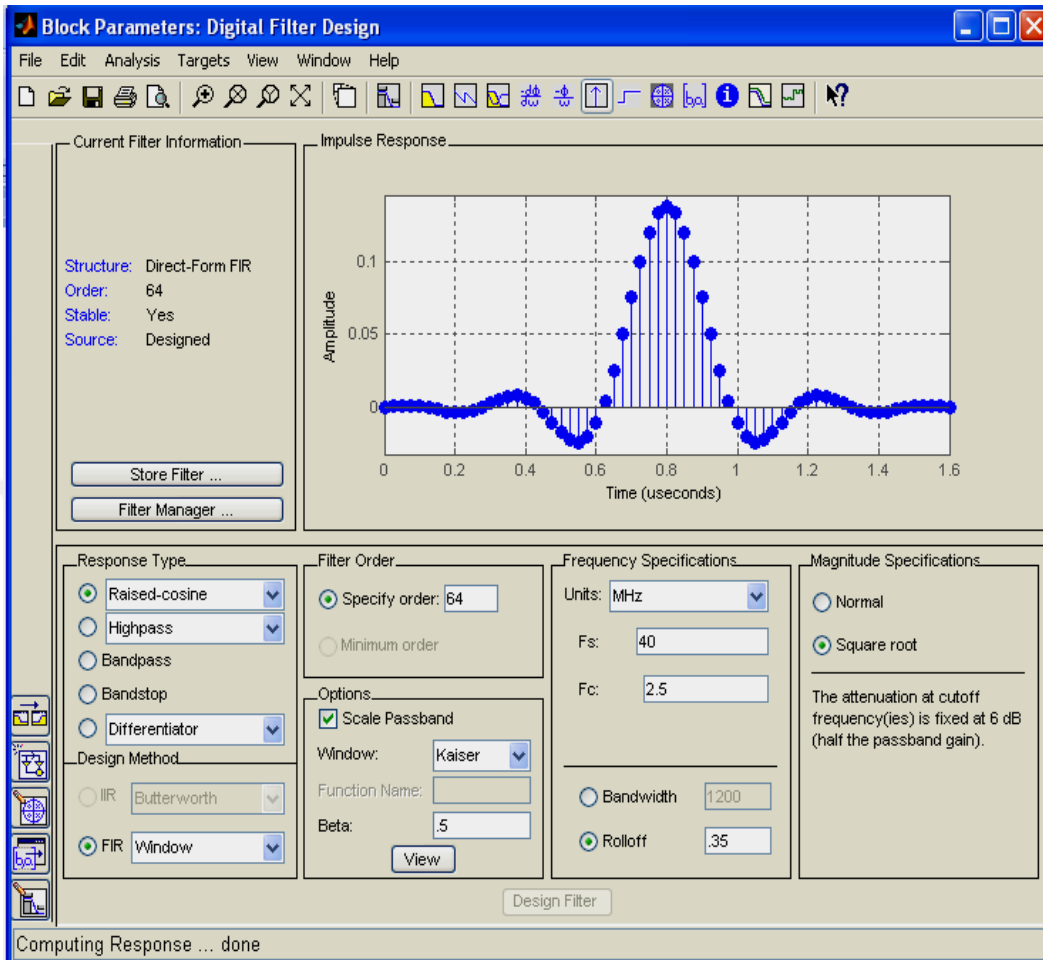 Block Parameters: Digital Filter Design
File Edit Analysis Targets View Window Help
Current Filter Information
Structure: Direct-Form FIR
Order: 64
Stable: Yes
Source: Designed
Store Filter ...
Filter Manager ...
Impulse Response
Amplitude
0.1
0.05
0
0 0.2 0.4 0.6 0.8 1 1.2 1.4 1.6
Time (useconds)
Response Type
Raised-cosine
Highpass
Bandpass
Bandstop
Differentiator
Design Method
IIR Butterworth
FIR Window
Filter Order
Specify order: 64
Minimum order
Options
Scale Passband
Window: Kaiser
Function Name:
Beta: .5
View
Frequency Specifications
Units: MHz
Fs: 40
Fc: 2.5
Bandwidth 1200
Rolloff .35
Magnitude Specifications
Normal
Square root
The attenuation at cutoff
frequency(ies) is fixed at 6 dB
(half the passband gain).
Design Filter
Computing Response ... done